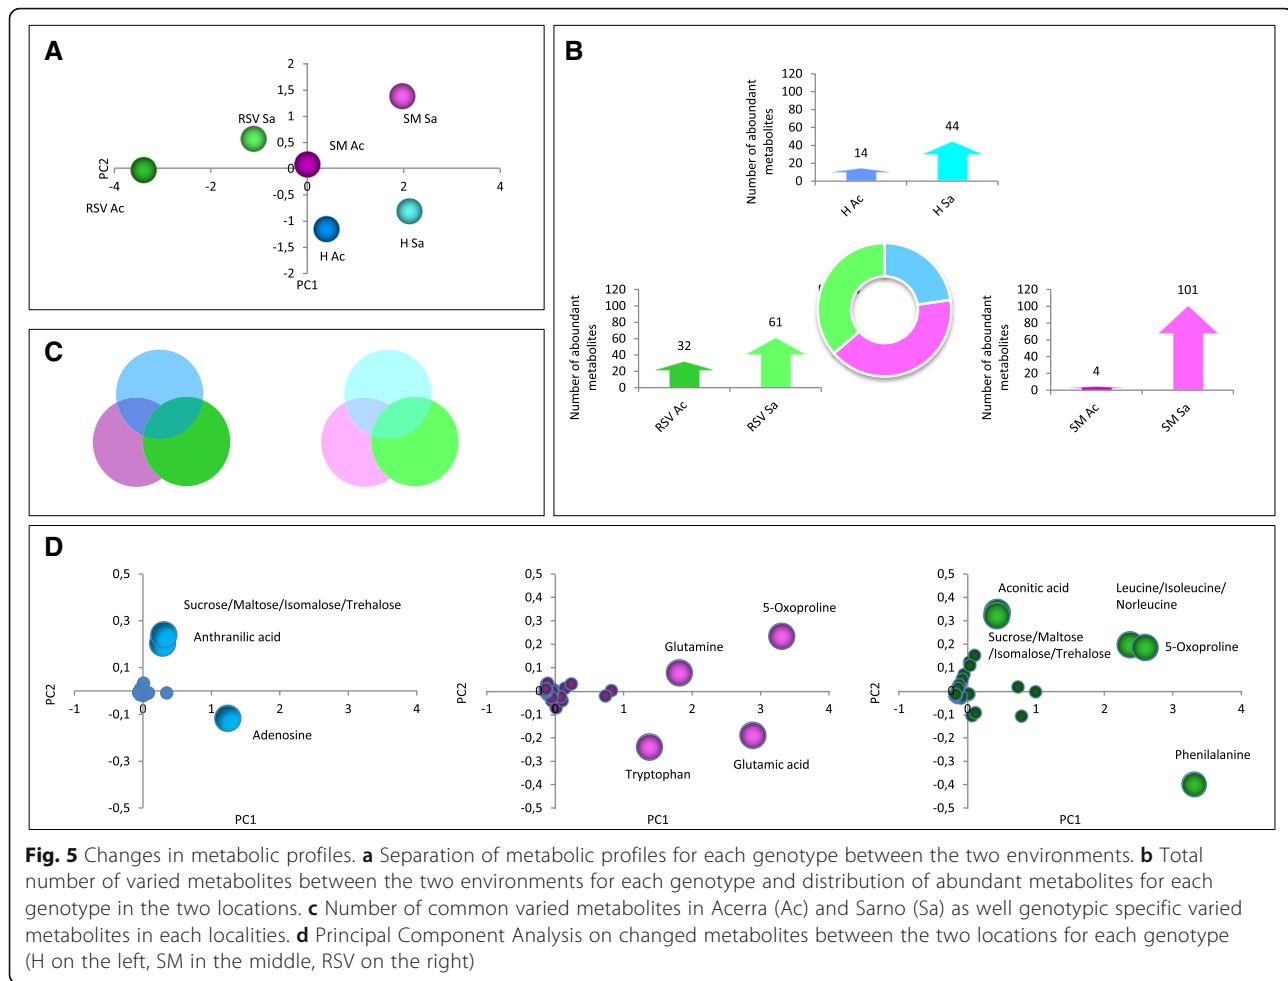 A
2
1,5
1
0,5
0
-0,5
-1
-1,5
-2
-4
-2
0
2
4
PC2
PC1
RSV Sa
SM Sa
SM Ac
RSV Ac
H Ac
H Sa
B
Number of aboundant
metabolites
120
100
80
60
40
20
0
14
44
H Ac
H Sa
Number of aboundant
metabolites
120
100
80
60
40
20
0
32
61
RSV Ac
RSV Sa
Number of aboundant
metabolites
120
100
80
60
40
20
0
4
101
SM Ac
SM Sa
C
D
0,5
0,3
0,1
-0,1
-0,3
-0,5
-1
0
1
2
3
4
PC2
PC1
Sucrose/Maltose/Isomalose/Trehalose
Anthranilic acid
Adenosine
0,5
0,4
0,3
0,2
0,1
0
-0,1
-0,2
-0,3
-0,4
-0,5
-1
1
2
3
4
PC2
PC1
5-Oxoproline
Glutamine
Tryptophan
Glutamic acid
0,5
0,4
0,3
0,2
0,1
0
-0,1
-0,2
-0,3
-0,4
-0,5
-1
0
1
2
3
4
PC2
PC1
Aconitic acid
Leucine/Isoleucine/
Norleucine
Sucrose/Maltose
/Isomalose/Trehalose
5-Oxoproline
Phenilalanine
Fig. 5 Changes in metabolic profiles. a Separation of metabolic profiles for each genotype between the two environments. b Total
number of varied metabolites between the two environments for each genotype and distribution of abundant metabolites for each
genotype in the two locations. c Number of common varied metabolites in Acerra (Ac) and Sarno (Sa) as well genotypic specific varied
metabolites in each localities. d Principal Component Analysis on changed metabolites between the two locations for each genotype
(H on the left, SM in the middle, RSV on the right)